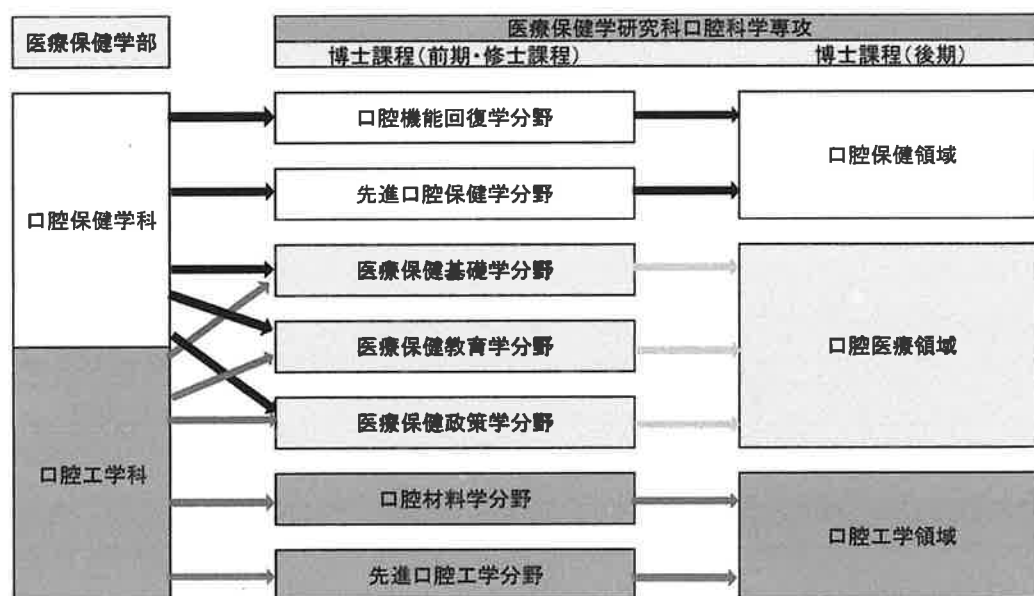 医療保健学部
医療保健学研究科口腔科学専攻
博士課程(前期・修士課程)
博士課程(後期)
口腔保健学科
口腔工学科
口腔機能回復学分野
先進口腔保健学分野
医療保健基礎学分野
医療保健教育学分野
医療保健政策学分野
口腔材料学分野
先進口腔工学分野
口腔保健領域
口腔医療領域
口腔工学領域